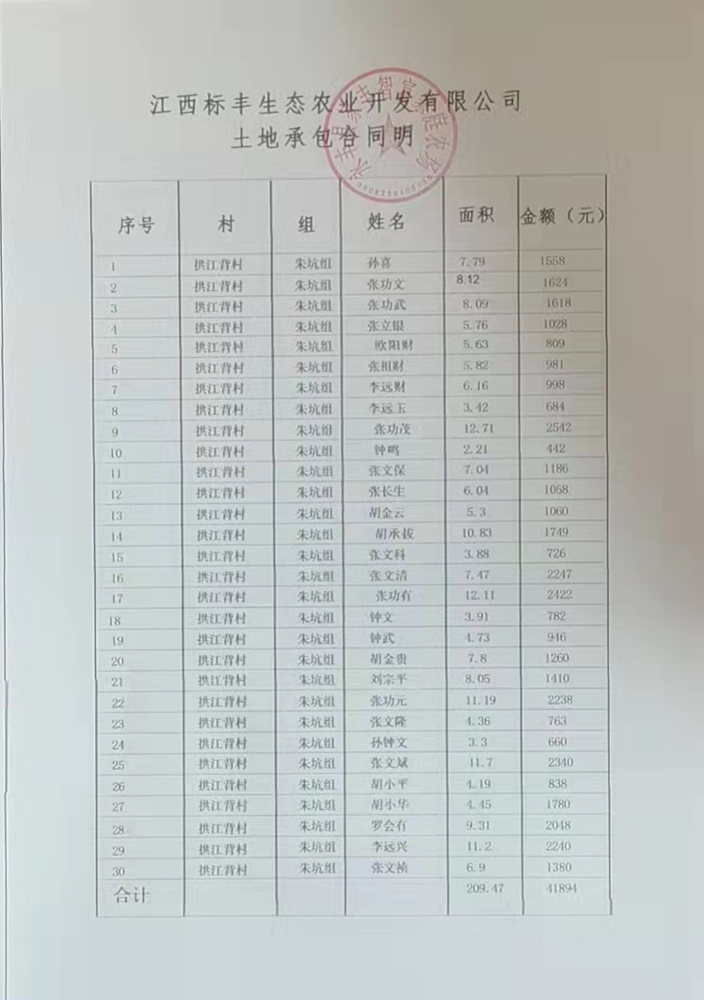 江西标丰生态农业开发有限公司
土地承包合同明
序号 村 组 姓名 面积 金额（元）
1 拱江背村 朱坑组 孙喜 7.79 1558
2 拱江背村 朱坑组 张功文 8.12 1624
3 拱江背村 朱坑组 张功武 8.09 1618
4 拱江背村 朱坑组 张立银 5.76 1028
5 拱江背村 朱坑组 欧阳财 5.63 809
6 拱江背村 朱坑组 张祖财 5.82 981
7 拱江背村 朱坑组 李远财 6.16 998
8 拱江背村 朱坑组 李远玉 3.42 684
9 拱江背村 朱坑组 张功茂 12.71 2542
10 拱江背村 朱坑组 钟鸣 2.21 442
11 拱江背村 朱坑组 张文保 7.04 1186
12 拱江背村 朱坑组 张长生 6.04 1058
13 拱江背村 朱坑组 胡金云 5.3 1060
14 拱江背村 朱坑组 胡承拔 10.83 1749
15 拱江背村 朱坑组 张文科 3.88 726
16 拱江背村 朱坑组 张文清 7.47 2247
17 拱江背村 朱坑组 张功有 12.11 2422
18 拱江背村 朱坑组 钟文 3.91 782
19 拱江背村 朱坑组 钟武 4.73 946
20 拱江背村 朱坑组 胡金贵 7.8 1260
21 拱江背村 朱坑组 刘宗平 8.05 1410
22 拱江背村 朱坑组 张功元 11.19 2238
23 拱江背村 朱坑组 张文隆 4.36 763
24 拱江背村 朱坑组 孙钟文 3.3 660
25 拱江背村 朱坑组 张文斌 11.7 2340
26 拱江背村 朱坑组 胡小平 4.19 838
27 拱江背村 朱坑组 胡小华 4.45 1780
28 拱江背村 朱坑组 罗会有 9.31 2048
29 拱江背村 朱坑组 李远兴 11.2 2240
30 拱江背村 朱坑组 张文祯 6.9 1380
合计 209.47 41894